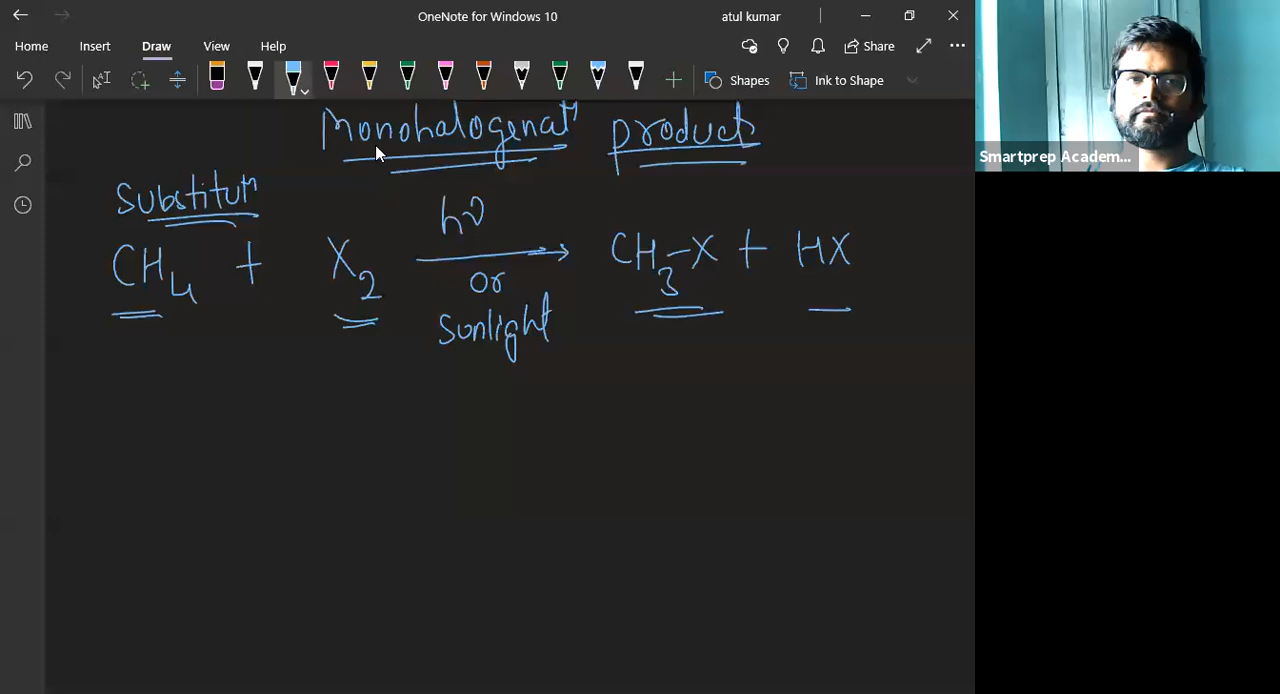 OneNote for Windows 10
atul kumar
Home Insert Draw View Help
Share
Shapes
Ink to Shape
Smartprep Academ...
Monohalogenatⁿ product
Substitutⁿ
hν
CH4 + X2 → CH3-X + HX
or
sunlight